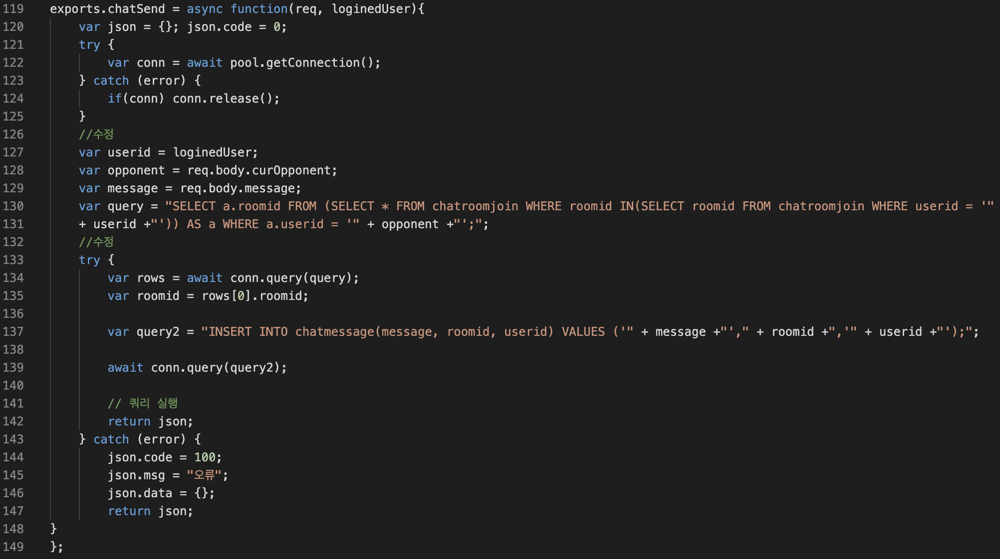 119 exports.chatSend = async function(req, loginedUser){
120 var json = {}; json.code = 0;
121 try {
122 var conn = await pool.getConnection();
123 } catch (error) {
124 if(conn) conn.release();
125 }
126 //수정
127 var userid = loginedUser;
128 var opponent = req.body.curOpponent;
129 var message = req.body.message;
130 var query = "SELECT a.roomid FROM (SELECT * FROM chatroomjoin WHERE roomid IN(SELECT roomid FROM chatroomjoin WHERE userid = '"
131 + userid +"')) AS a WHERE a.userid = '" + opponent +"';";
132 //수정
133 try {
134 var rows = await conn.query(query);
135 var roomid = rows[0].roomid;
136
137 var query2 = "INSERT INTO chatmessage(message, roomid, userid) VALUES ('" + message +"'," + roomid +",'" + userid +"');";
138
139 await conn.query(query2);
140
141 // 쿼리 실행
142 return json;
143 } catch (error) {
144 json.code = 100;
145 json.msg = "오류";
146 json.data = {};
147 return json;
148 }
149 };